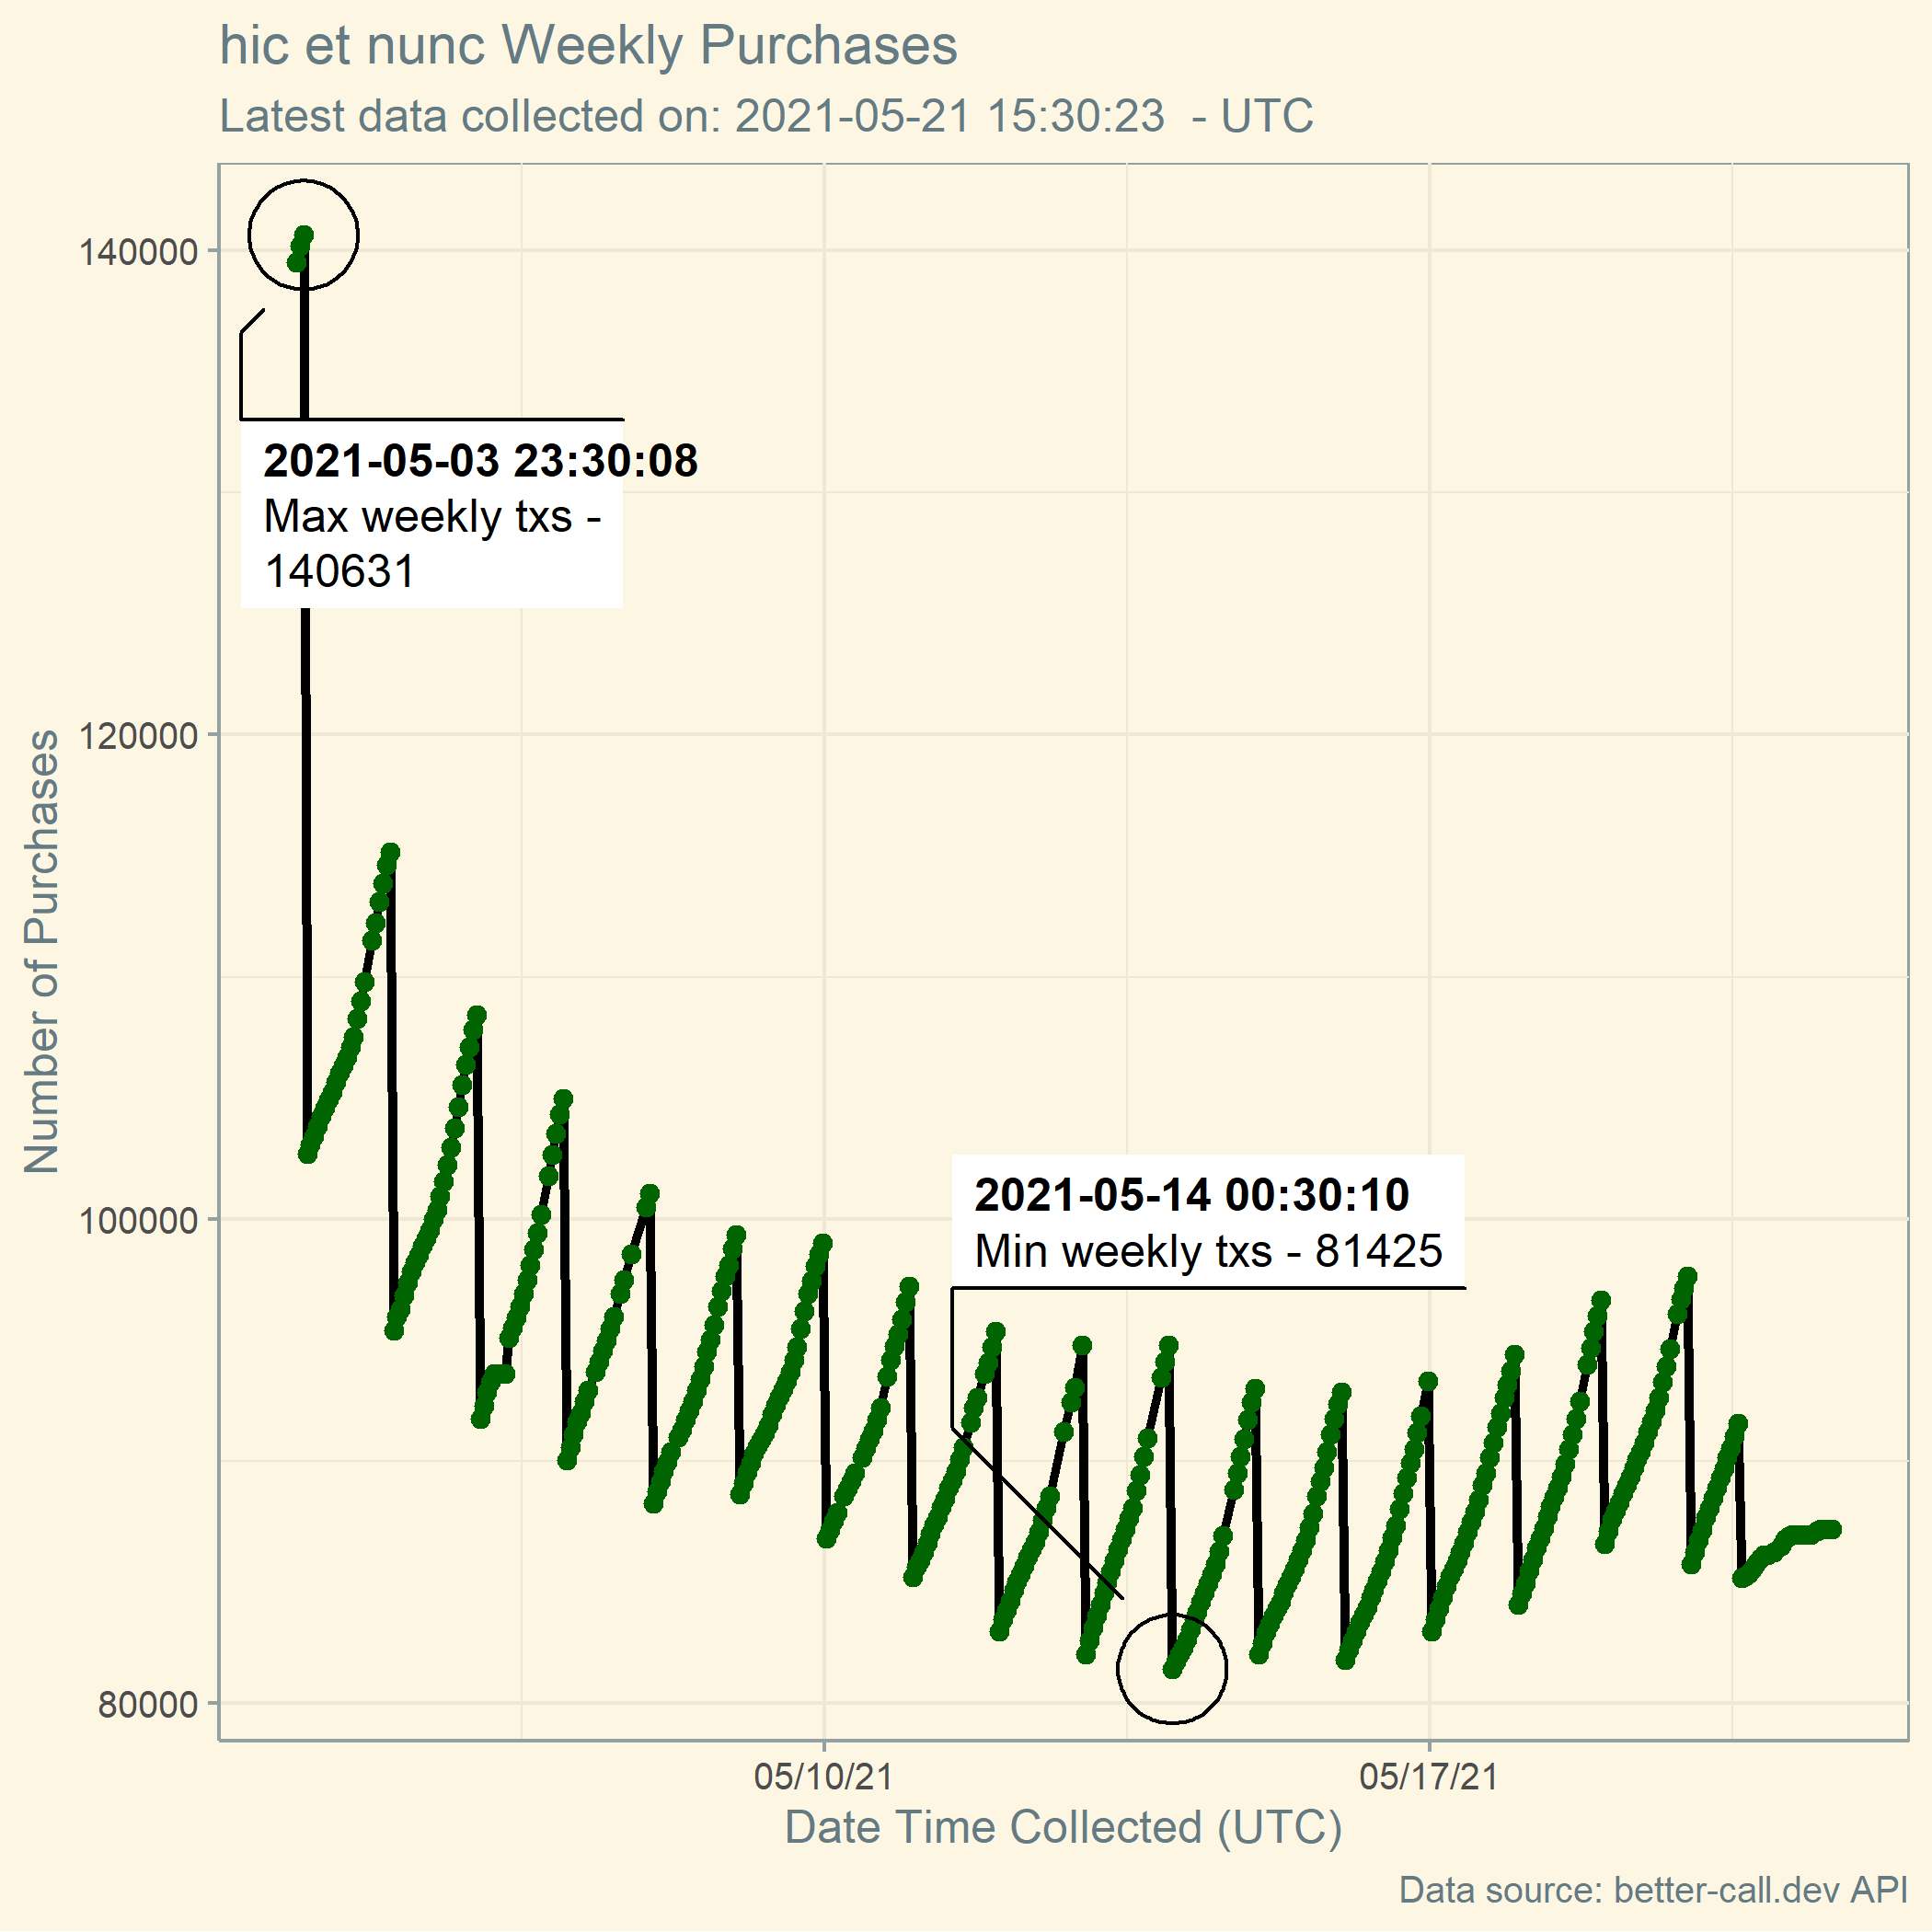 hic et nunc Weekly Purchases
Latest data collected on: 2021-05-21 15:30:23  - UTC
140000
120000
100000
80000
Number of Purchases
2021-05-03 23:30:08
Max weekly txs -
140631
2021-05-14 00:30:10
Min weekly txs - 81425
05/10/21
05/17/21
Date Time Collected (UTC)
Data source: better-call.dev API